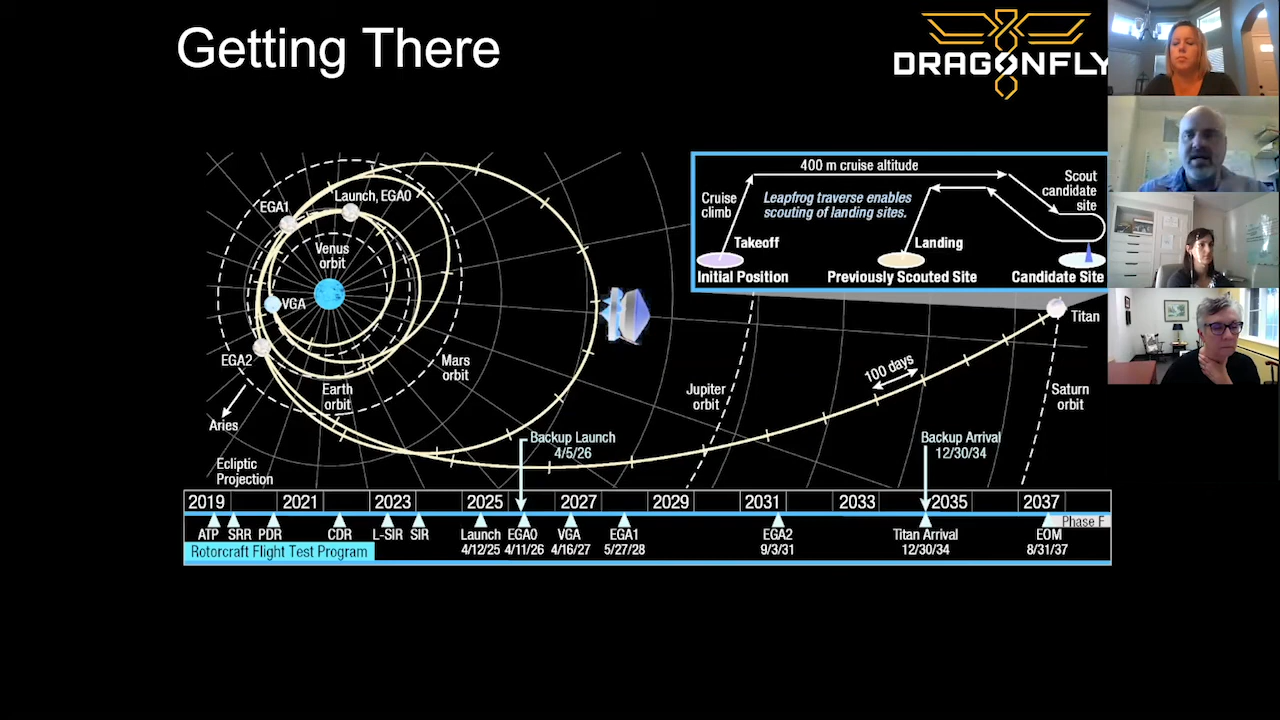 Getting There
DRAGONFLY
400 m cruise altitude
Scout
candidate
site
Cruise
climb
Leapfrog traverse enables
scouting of landing sites.
Takeoff
Landing
Initial Position
Previously Scouted Site
Candidate Site
EGA1
Launch, EGA0
Venus
orbit
VGA
EGA2
Mars
orbit
Earth
orbit
Aries
Ecliptic
Projection
Titan
100 days
Jupiter
orbit
Saturn
orbit
Backup Launch
4/5/26
Backup Arrival
12/30/34
2019 2021 2023 2025 2027 2029 2031 2033 2035 2037
Phase F
ATP SRR PDR CDR L-SIR SIR Launch EGA0 VGA EGA1 EGA2 Titan Arrival EOM
4/12/25 4/11/26 4/16/27 5/27/28 9/3/31 12/30/34 8/31/37
Rotorcraft Flight Test Program